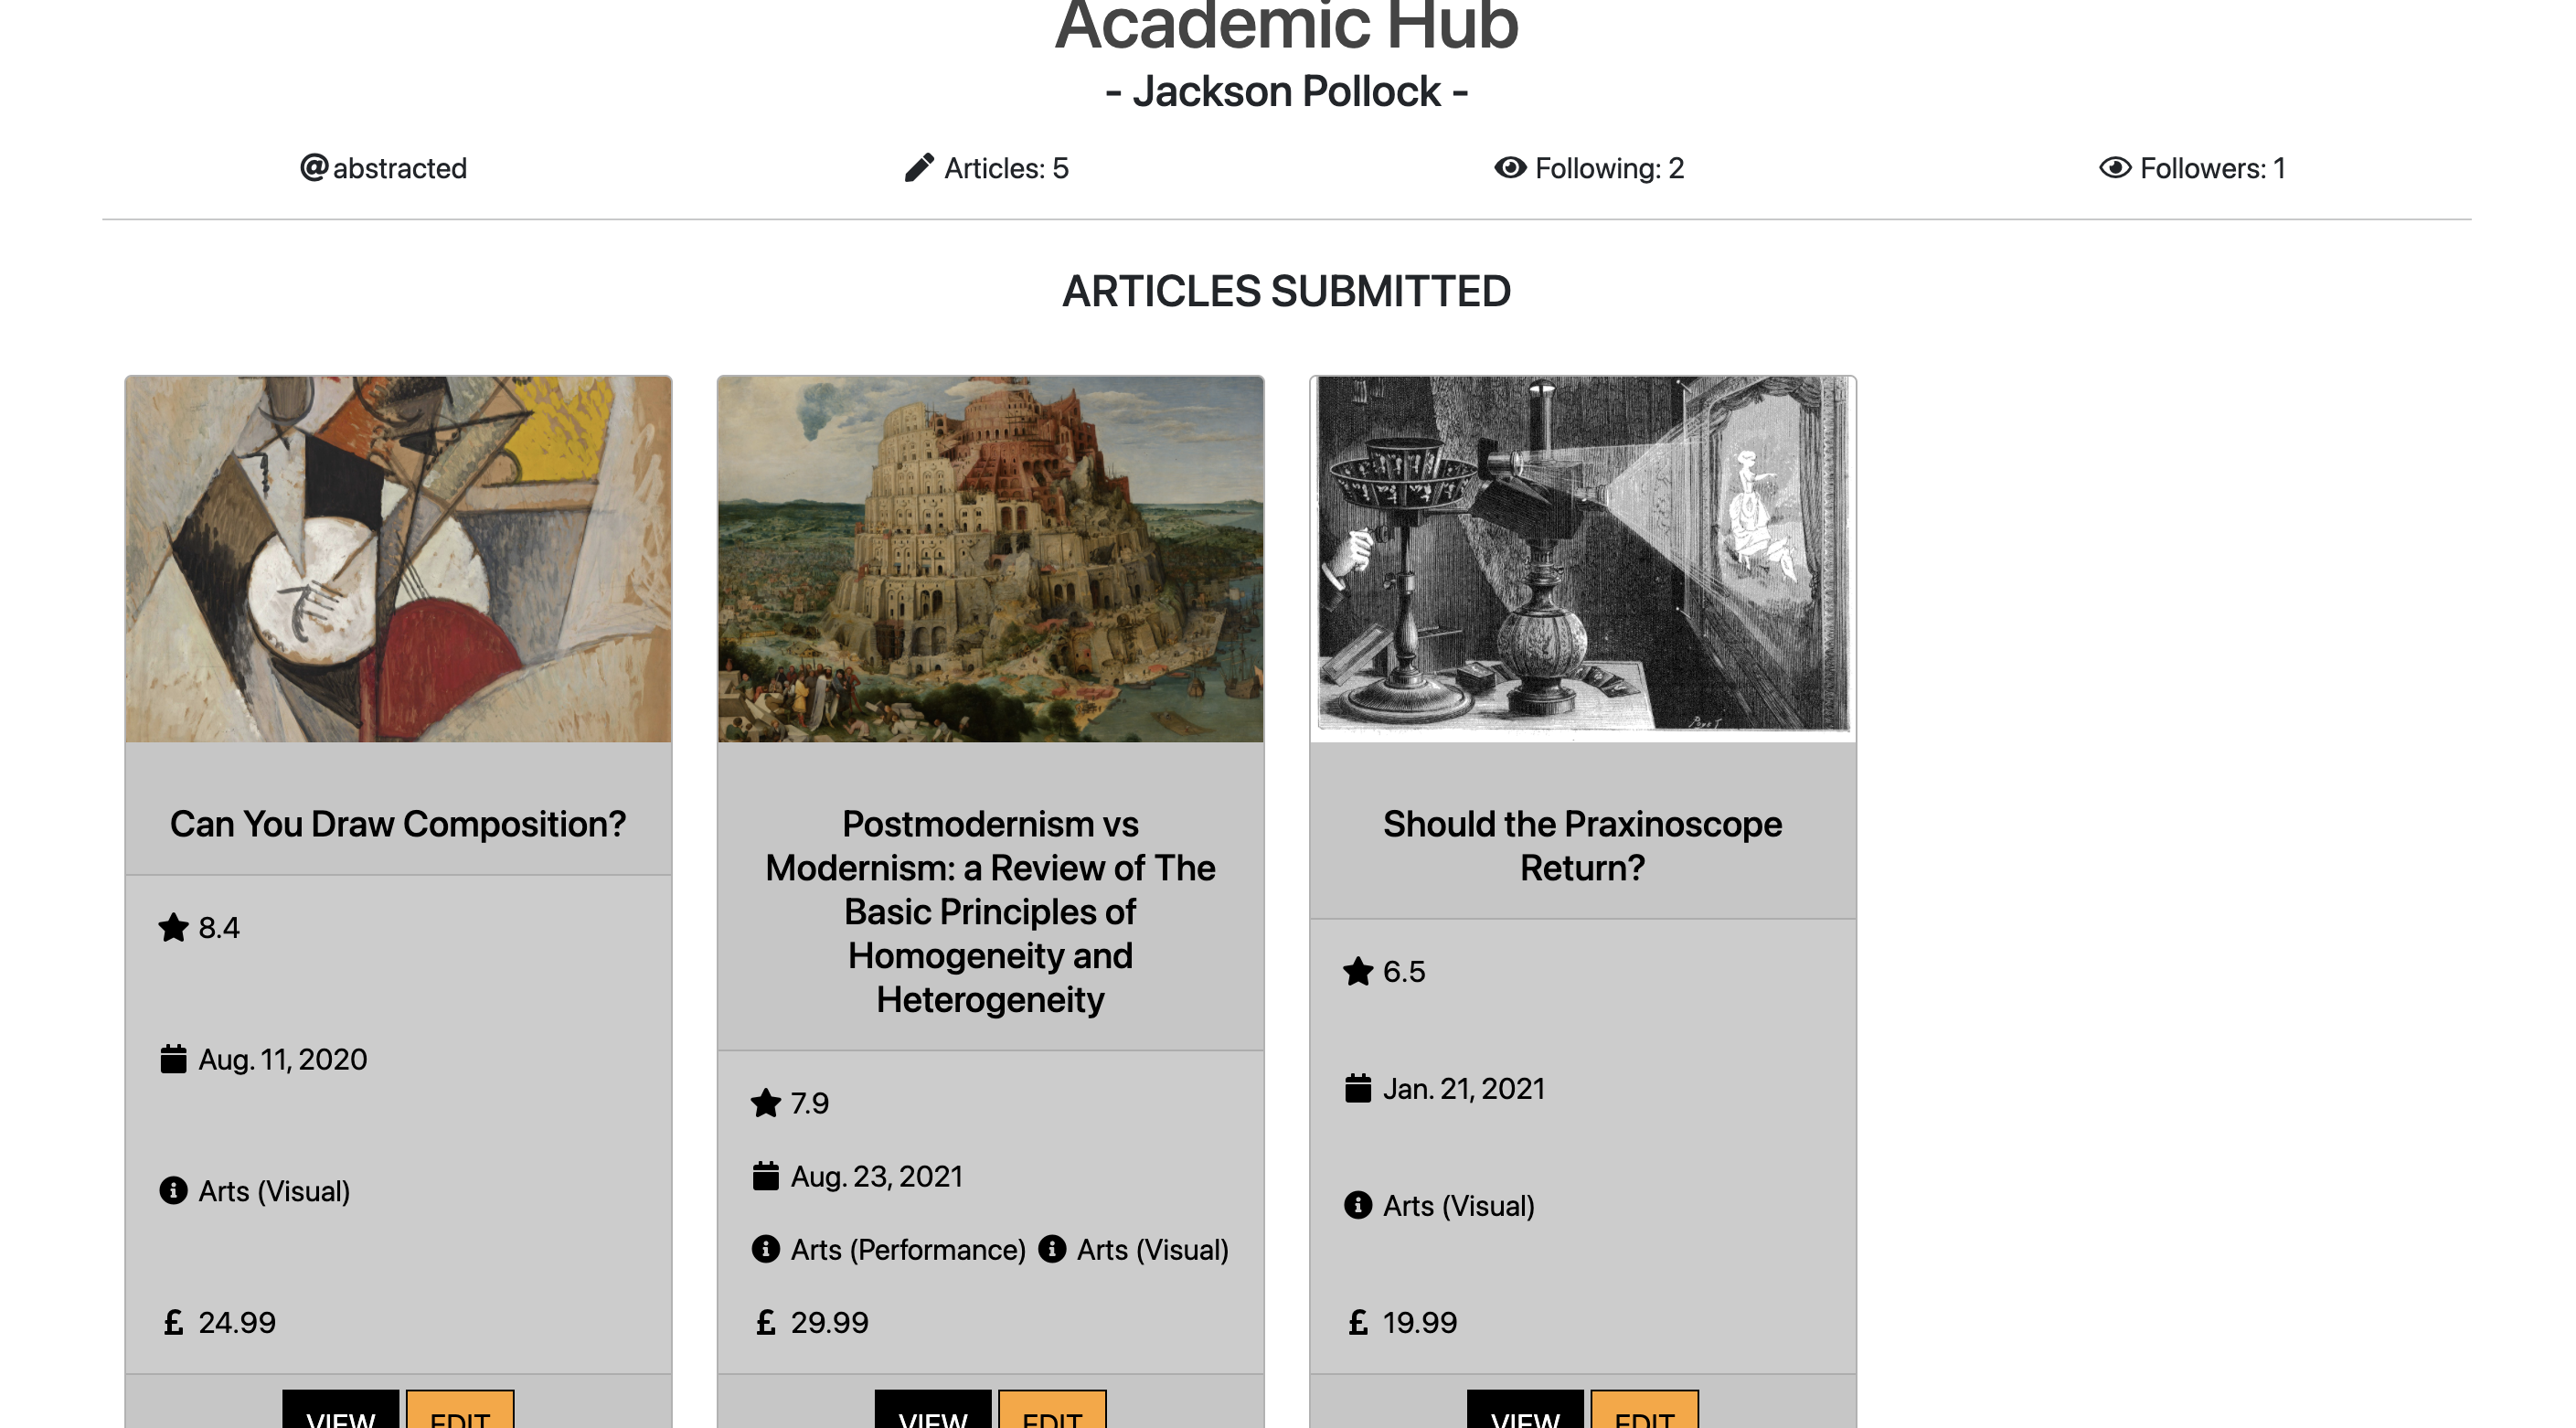 Academic Hub
- Jackson Pollock -
@abstracted
Articles: 5
Following: 2
Followers: 1
ARTICLES SUBMITTED
Can You Draw Composition?
8.4
Aug. 11, 2020
Arts (Visual)
£ 24.99
VIEW EDIT
Postmodernism vs
Modernism: a Review of The
Basic Principles of
Homogeneity and
Heterogeneity
7.9
Aug. 23, 2021
Arts (Performance) Arts (Visual)
£ 29.99
VIEW EDIT
Should the Praxinoscope
Return?
6.5
Jan. 21, 2021
Arts (Visual)
£ 19.99
VIEW EDIT